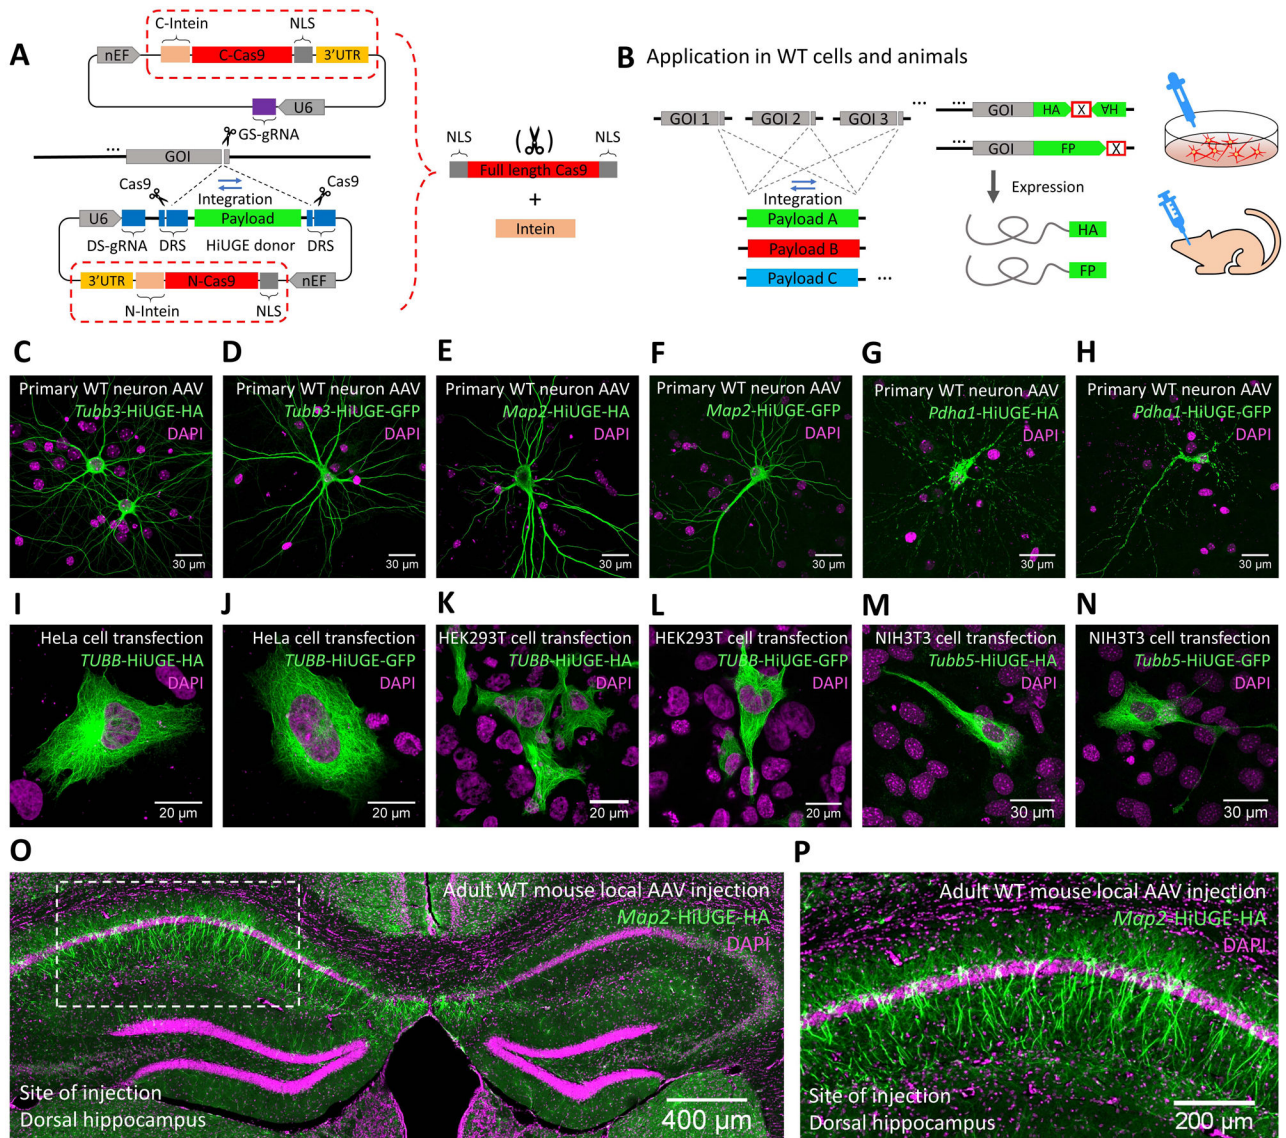 A
C-Intein
NLS
nEF
C-Cas9
3'UTR
U6
GS-gRNA
...
GOI
Cas9
Cas9
Integration
U6
Payload
DS-gRNA
DRS
HiUGE donor
DRS
3'UTR
N-Cas9
nEF
N-Intein
NLS
NLS
NLS
Full length Cas9
+
Intein
B Application in WT cells and animals
GOI 1
GOI 2
GOI 3
...
Integration
Payload A
Payload B
Payload C
...
...
GOI
HA
X
HA
...
GOI
FP
X
Expression
HA
FP
C
Primary WT neuron AAV
Tubb3-HiUGE-HA
DAPI
30 µm
D
Primary WT neuron AAV
Tubb3-HiUGE-GFP
DAPI
30 µm
E
Primary WT neuron AAV
Map2-HiUGE-HA
DAPI
30 µm
F
Primary WT neuron AAV
Map2-HiUGE-GFP
DAPI
30 µm
G
Primary WT neuron AAV
Pdha1-HiUGE-HA
DAPI
30 µm
H
Primary WT neuron AAV
Pdha1-HiUGE-GFP
DAPI
30 µm
I
HeLa cell transfection
TUBB-HiUGE-HA
DAPI
20 µm
J
HeLa cell transfection
TUBB-HiUGE-GFP
DAPI
20 µm
K
HEK293T cell transfection
TUBB-HiUGE-HA
DAPI
20 µm
L
HEK293T cell transfection
TUBB-HiUGE-GFP
DAPI
20 µm
M
NIH3T3 cell transfection
Tubb5-HiUGE-HA
DAPI
30 µm
N
NIH3T3 cell transfection
Tubb5-HiUGE-GFP
DAPI
30 µm
O
Adult WT mouse local AAV injection
Map2-HiUGE-HA
DAPI
Site of injection
Dorsal hippocampus
400 µm
P
Adult WT mouse local AAV injection
Map2-HiUGE-HA
DAPI
Site of injection
Dorsal hippocampus
200 µm